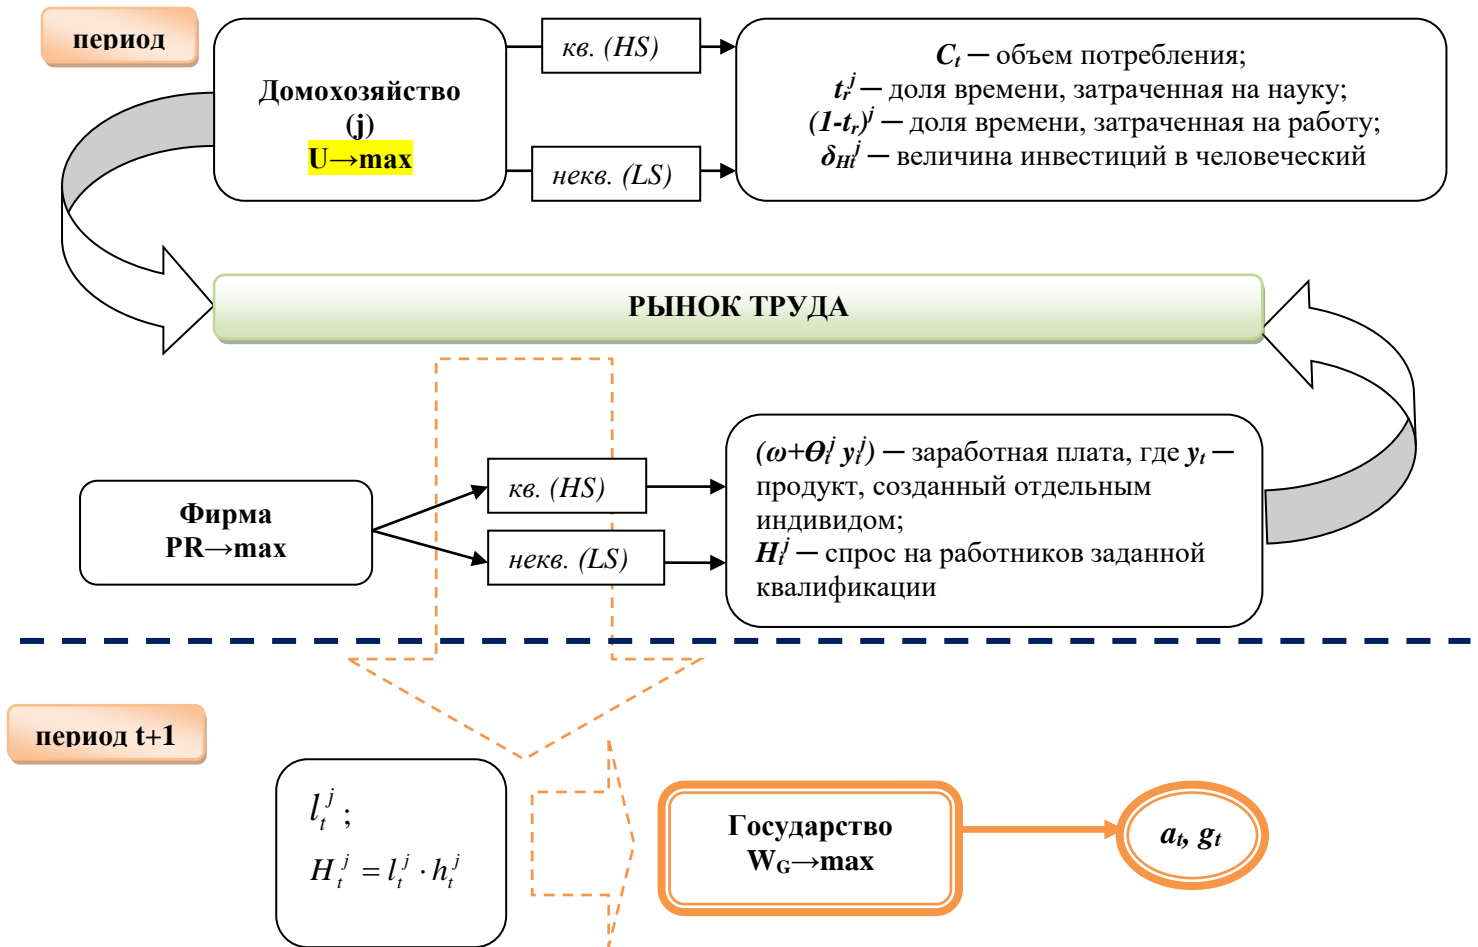 период
Домохозяйство
(j)
U→max
кв. (HS)
некв. (LS)
Cₜ — объем потребления;
tᵣʲ — доля времени, затраченная на науку;
(1-tᵣ)ʲ — доля времени, затраченная на работу;
δ_Htʲ — величина инвестиций в человеческий
РЫНОК ТРУДА
Фирма
PR→max
кв. (HS)
некв. (LS)
(ω+Θₜʲ yₜʲ) — заработная плата, где yₜ —
продукт, созданный отдельным
индивидом;
Hₜʲ — спрос на работников заданной
квалификации
период t+1
lₜʲ ;
Hₜʲ = lₜʲ · hₜʲ
Государство
W_G→max
aₜ, gₜ